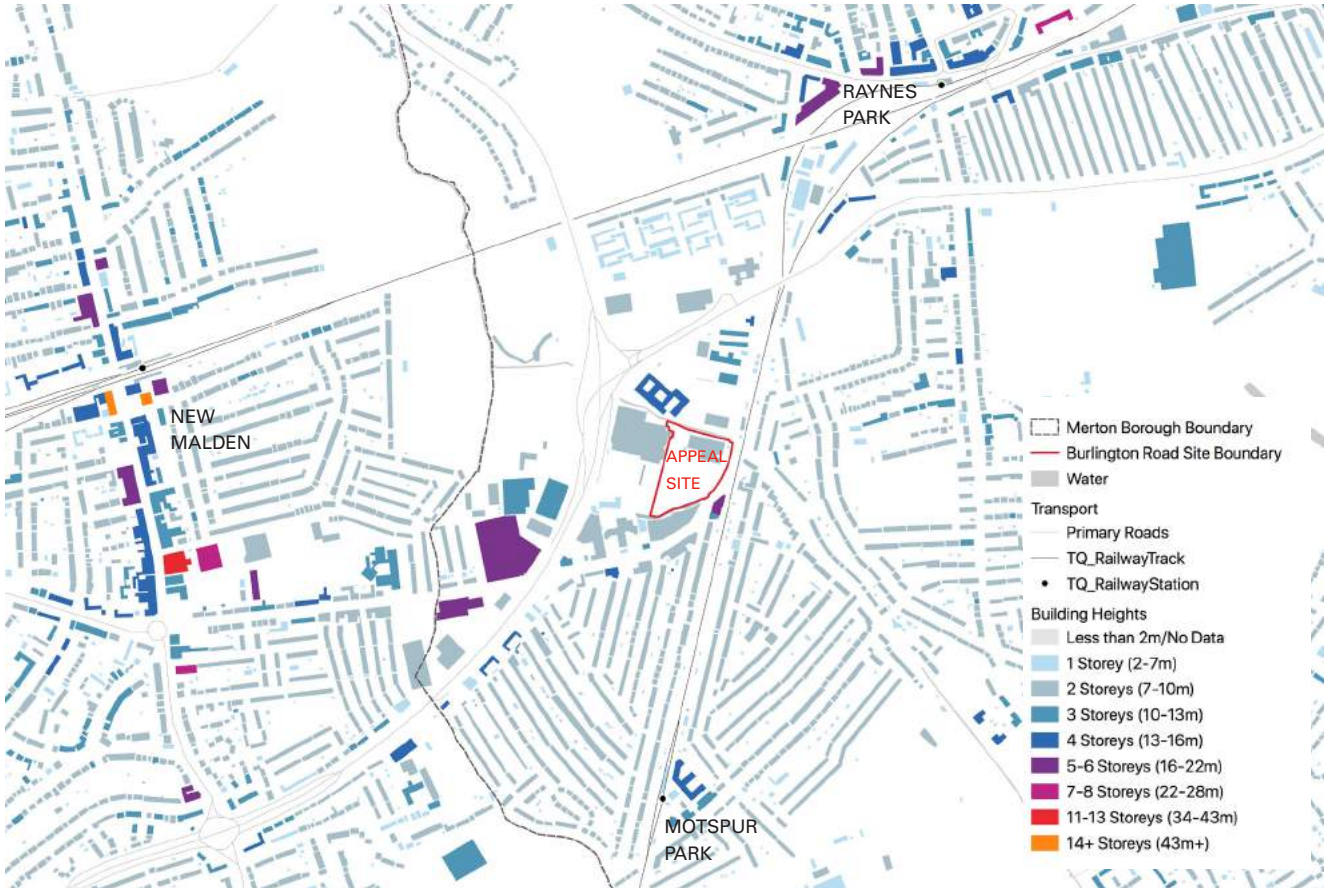 RAYNES
PARK
NEW
MALDEN
APPEAL
SITE
MOTSPUR
PARK
Merton Borough Boundary
Burlington Road Site Boundary
Water
Transport
Primary Roads
TQ_RailwayTrack
TQ_RailwayStation
Building Heights
Less than 2m/No Data
1 Storey (2-7m)
2 Storeys (7-10m)
3 Storeys (10-13m)
4 Storeys (13-16m)
5-6 Storeys (16-22m)
7-8 Storeys (22-28m)
11-13 Storeys (34-43m)
14+ Storeys (43m+)